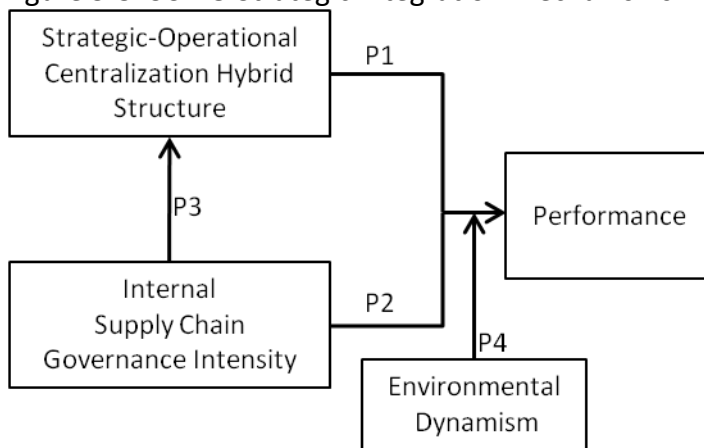 Strategic-Operational
Centralization Hybrid
Structure
P1
P3
Performance
Internal
Supply Chain
Governance Intensity
P2
P4
Environmental
Dynamism